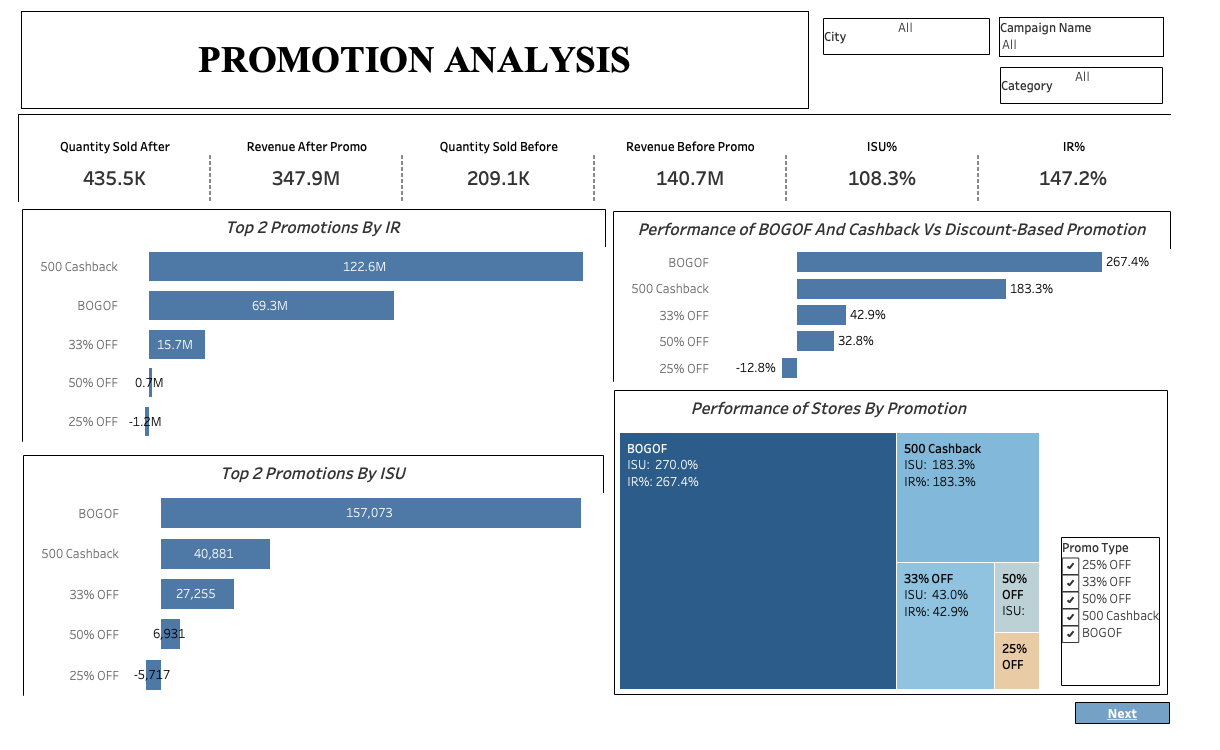 PROMOTION ANALYSIS
City
All
Campaign Name
All
Category
All
Quantity Sold After
435.5K
Revenue After Promo
347.9M
Quantity Sold Before
209.1K
Revenue Before Promo
140.7M
ISU%
108.3%
IR%
147.2%
Top 2 Promotions By IR
500 Cashback 122.6M
BOGOF 69.3M
33% OFF 15.7M
50% OFF 0.7M
25% OFF -1.2M
Performance of BOGOF And Cashback Vs Discount-Based Promotion
BOGOF 267.4%
500 Cashback 183.3%
33% OFF 42.9%
50% OFF 32.8%
25% OFF -12.8%
Top 2 Promotions By ISU
BOGOF 157,073
500 Cashback 40,881
33% OFF 27,255
50% OFF 6,931
25% OFF -5,717
Performance of Stores By Promotion
BOGOF
ISU: 270.0%
IR%: 267.4%
500 Cashback
ISU: 183.3%
IR%: 183.3%
33% OFF
ISU: 43.0%
IR%: 42.9%
50%
OFF
ISU:
25%
OFF
Promo Type
25% OFF
33% OFF
50% OFF
500 Cashback
BOGOF
Next